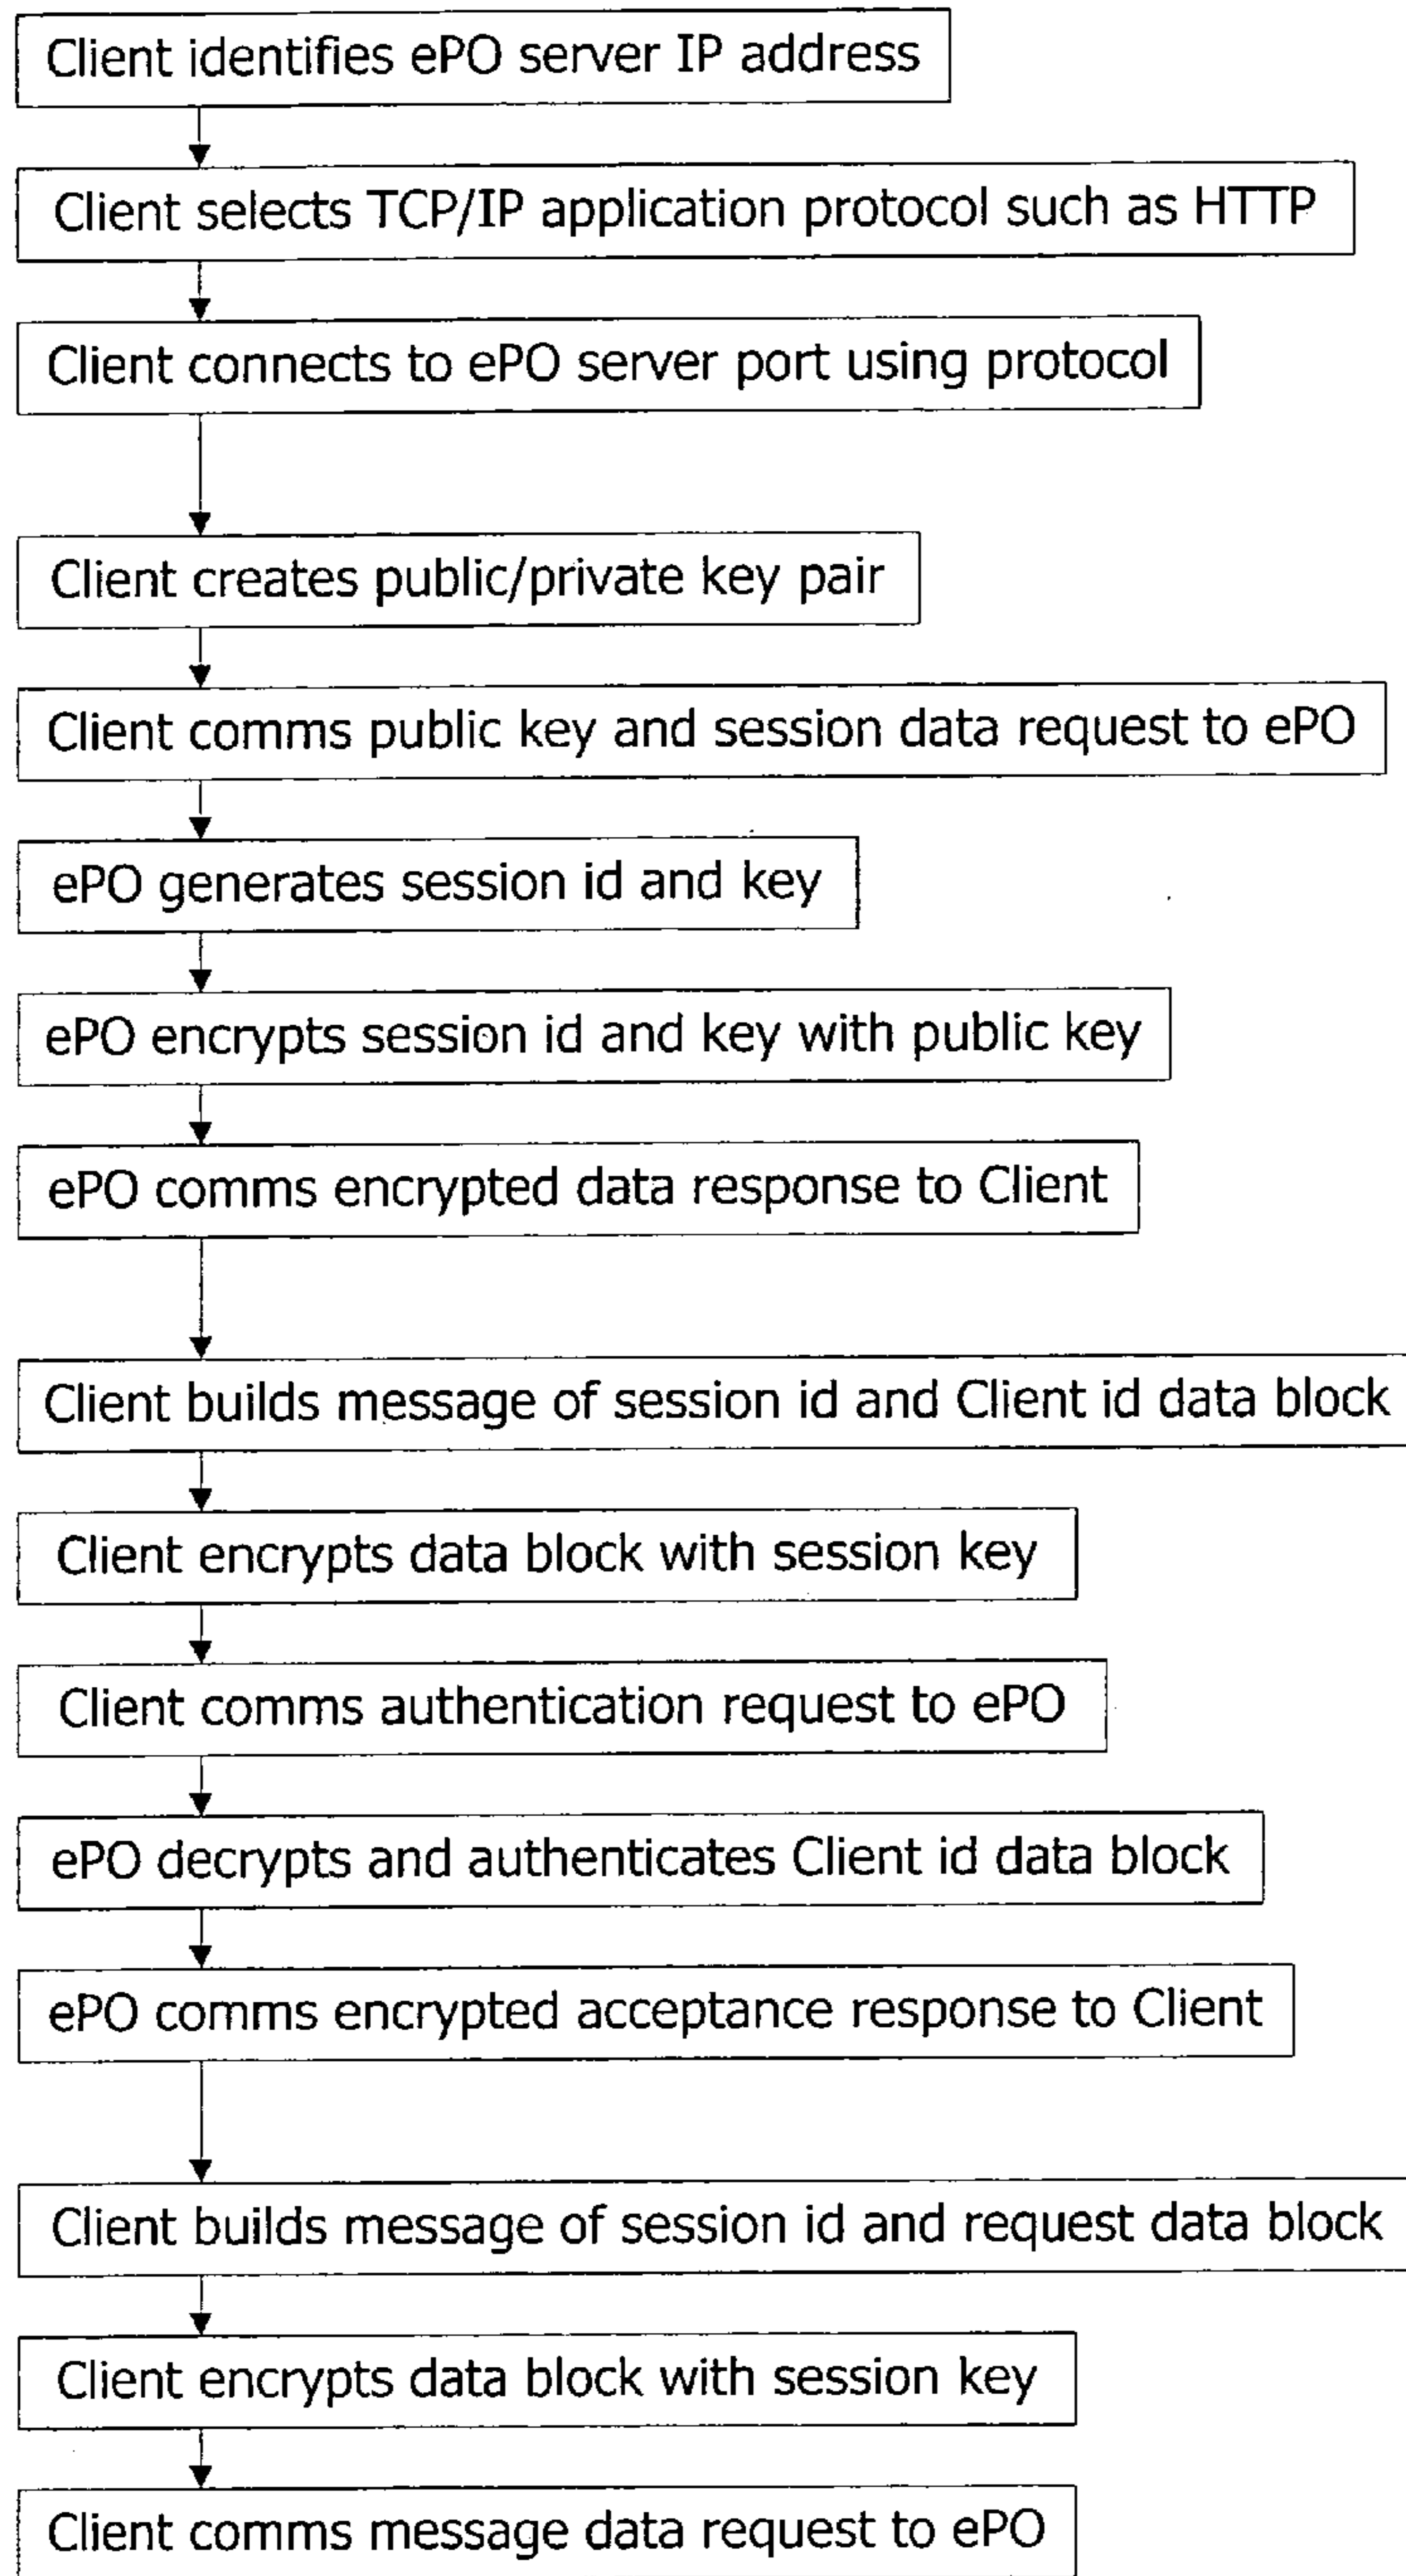 Client identifies ePO server IP address
Client selects TCP/IP application protocol such as HTTP
Client connects to ePO server port using protocol
Client creates public/private key pair
Client comms public key and session data request to ePO
ePO generates session id and key
ePO encrypts session id and key with public key
ePO comms encrypted data response to Client
Client builds message of session id and Client id data block
Client encrypts data block with session key
Client comms authentication request to ePO
ePO decrypts and authenticates Client id data block
ePO comms encrypted acceptance response to Client
Client builds message of session id and request data block
Client encrypts data block with session key
Client comms message data request to ePO